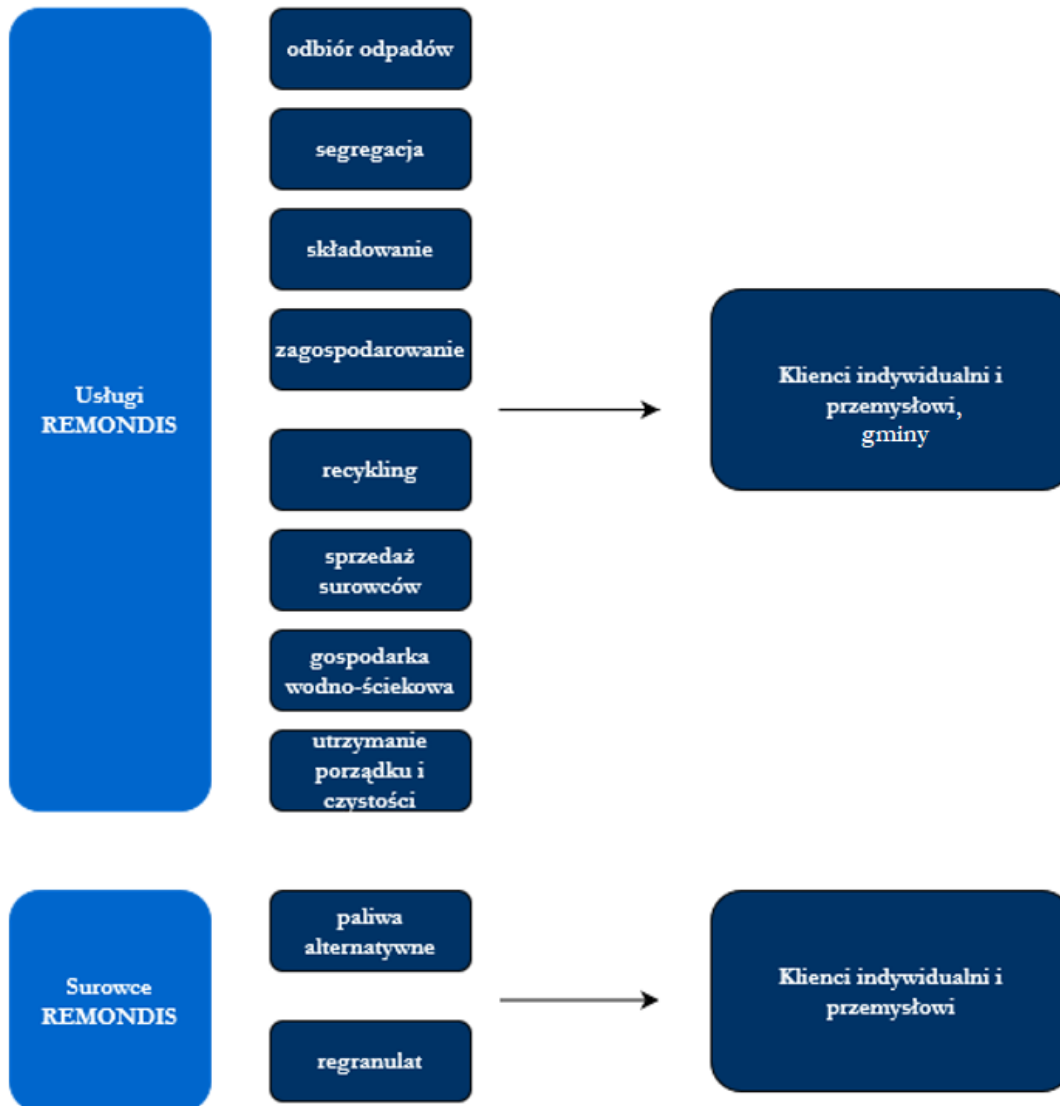 odbiór odpadów
segregacja
składowanie
zagospodarowanie
Usługi
REMONDIS
recykling
sprzedaż
surowców
gospodarka
wodno-ściekowa
utrzymanie
porządku i
czystości
Klienci indywidualni i
przemysłowi,
gminy
Surowce
REMONDIS
paliwa
alternatywne
regranulat
Klienci indywidualni i
przemysłowi